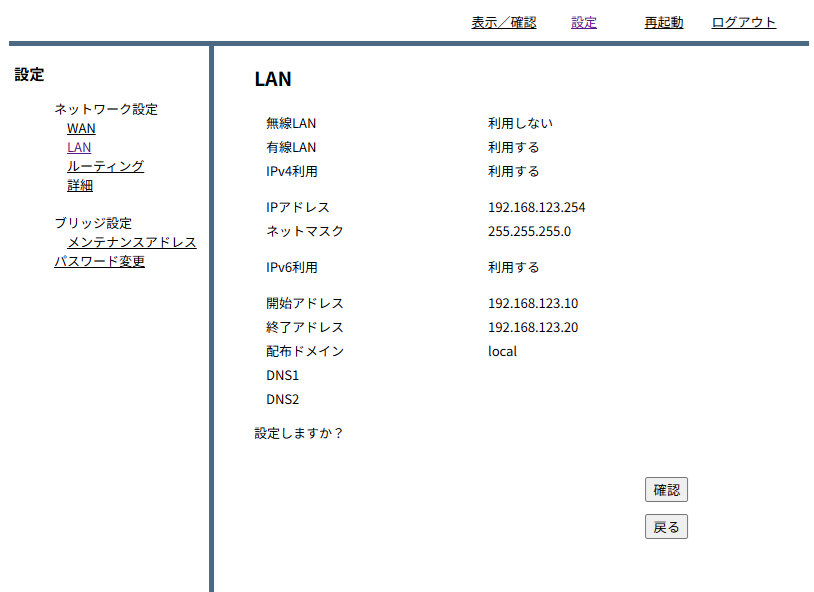 表示／確認 設定 再起動 ログアウト
設定
ネットワーク設定
WAN
LAN
ルーティング
詳細
ブリッジ設定
メンテナンスアドレス
パスワード変更
LAN
無線LAN 利用しない
有線LAN 利用する
IPv4利用 利用する
IPアドレス 192.168.123.254
ネットマスク 255.255.255.0
IPv6利用 利用する
開始アドレス 192.168.123.10
終了アドレス 192.168.123.20
配布ドメイン local
DNS1
DNS2
設定しますか？
確認
戻る